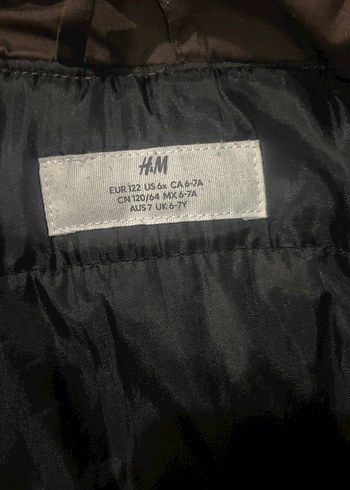 H&M
EUR 122 US 6x CA 6-7A
CN 120/64 MX 6-7A
AUS 7 UK 6-7Y